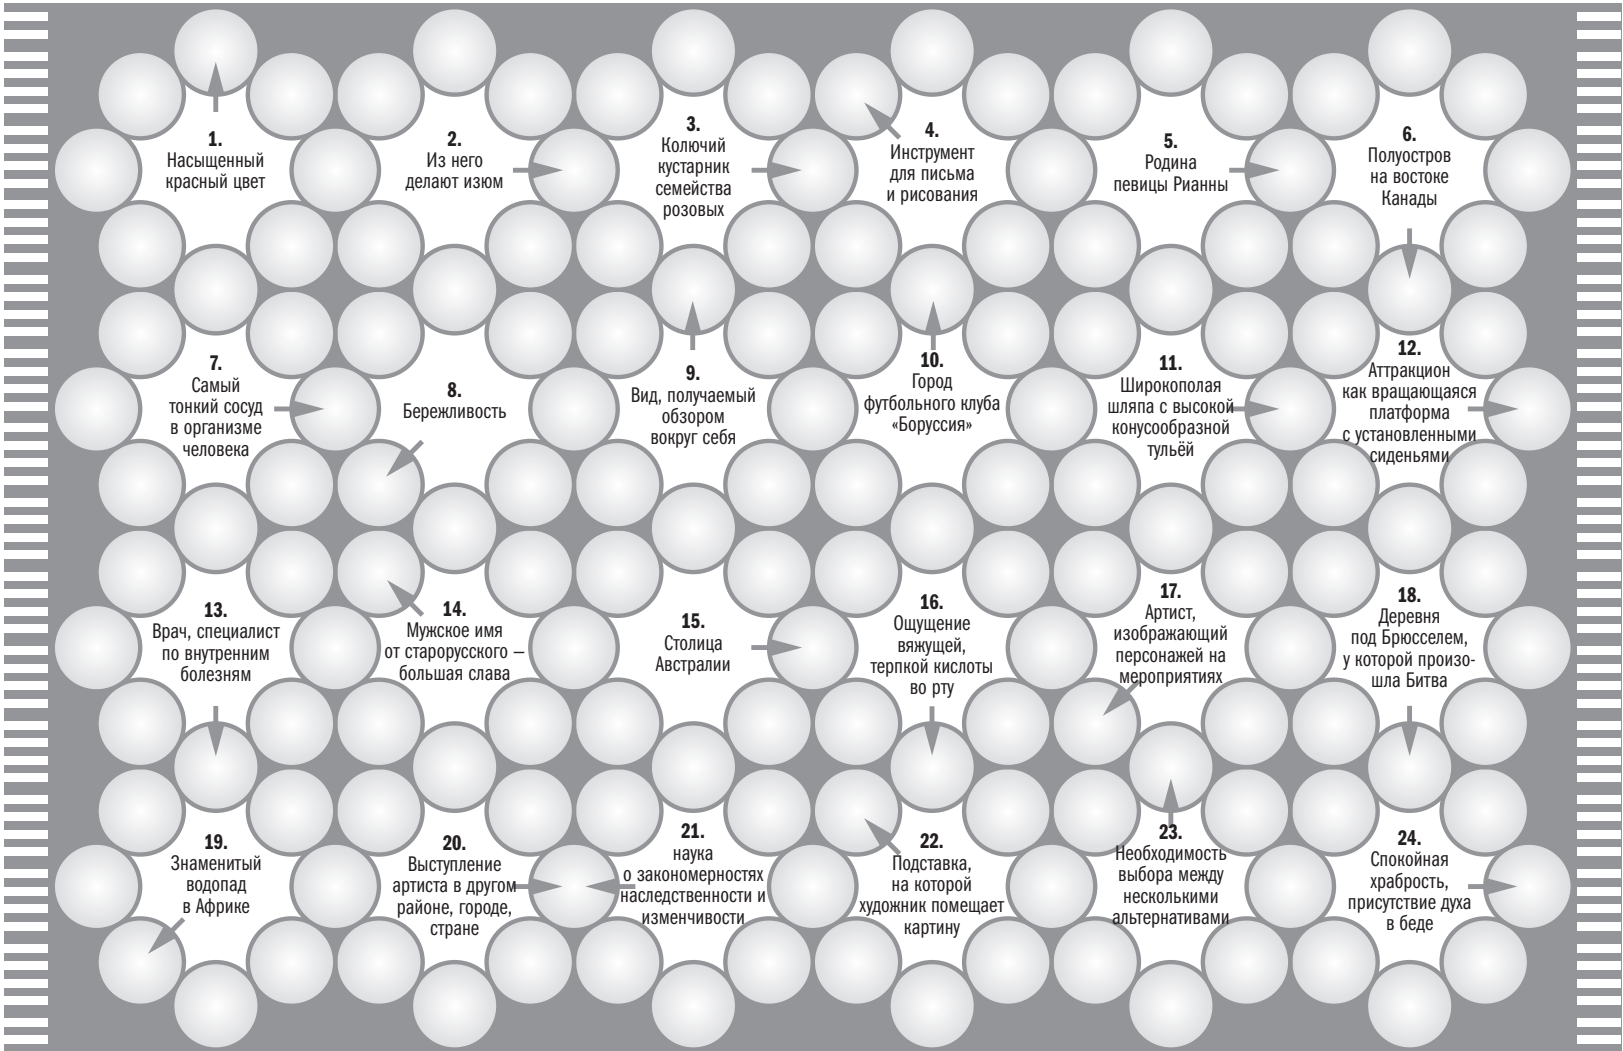 1.
Насыщенный
красный цвет
2.
Из него
делают изюм
3.
Колючий
кустарник
семейства
розовых
4.
Инструмент
для письма
и рисования
5.
Родина
певицы Рианны
6.
Полуостров
на востоке
Канады
7.
Самый
тонкий сосуд
в организме
человека
8.
Бережливость
9.
Вид, получаемый
обзором
вокруг себя
10.
Город
футбольного клуба
«Боруссия»
11.
Широкополая
шляпа с высокой
конусообразной
тульёй
12.
Аттракцион
как вращающаяся
платформа
с установленными
сиденьями
13.
Врач, специалист
по внутренним
болезням
14.
Мужское имя
от старорусского –
большая слава
15.
Столица
Австралии
16.
Ощущение
вяжущей,
терпкой кислоты
во рту
17.
Артист,
изображающий
персонажей на
мероприятиях
18.
Деревня
под Брюсселем,
у которой произо-
шла Битва
19.
Знаменитый
водопад
в Африке
20.
Выступление
артиста в другом
районе, городе,
стране
21.
наука
о закономерностях
наследственности и
изменчивости
22.
Подставка,
на которой
художник помещает
картину
23.
Необходимость
выбора между
несколькими
альтернативами
24.
Спокойная
храбрость,
присутствие духа
в беде